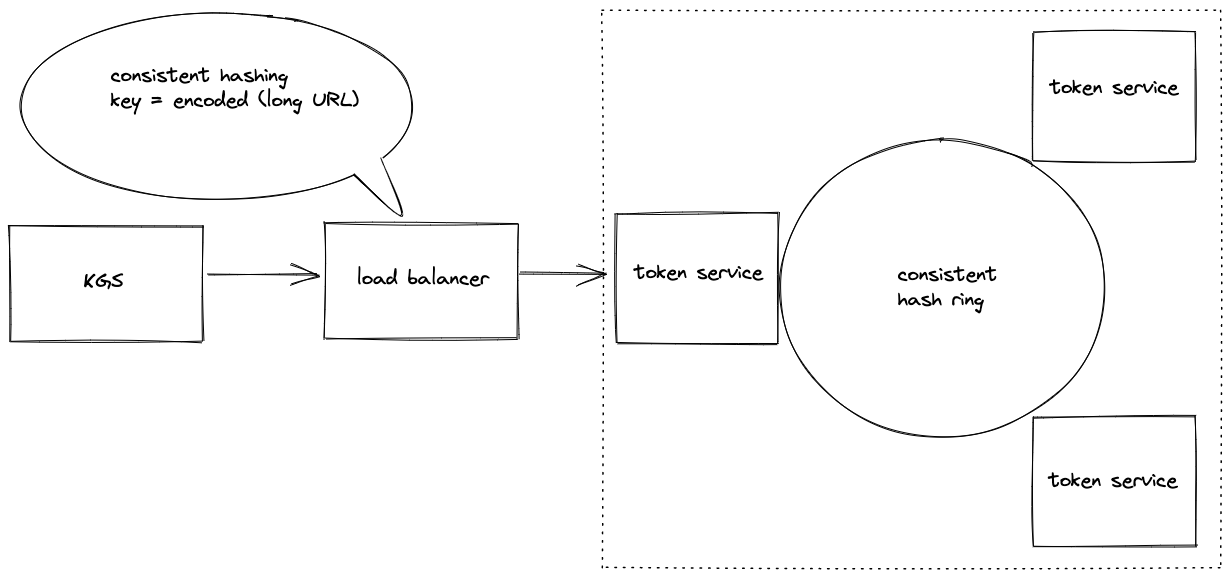 consistent hashing
key = encoded (long URL)
KGS
load balancer
token service
consistent
hash ring
token service
token service